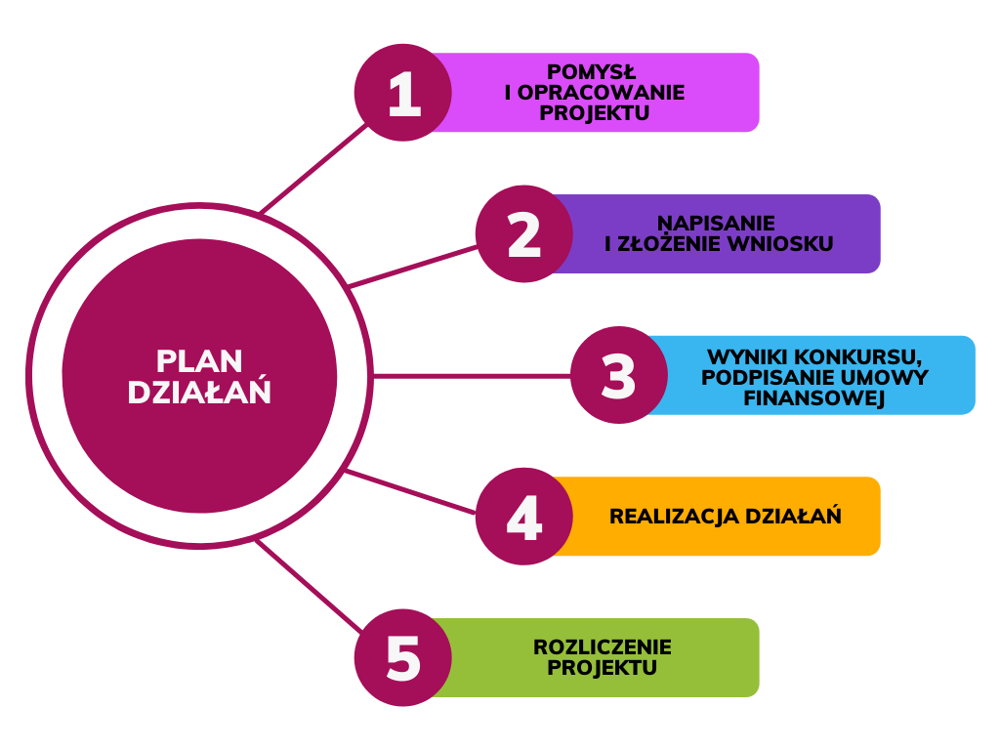 PLAN
DZIAŁAŃ
1
POMYSŁ
I OPRACOWANIE
PROJEKTU
2
NAPISANIE
I ZŁOŻENIE WNIOSKU
3
WYNIKI KONKURSU,
PODPISANIE UMOWY
FINANSOWEJ
4
REALIZACJA DZIAŁAŃ
5
ROZLICZENIE
PROJEKTU